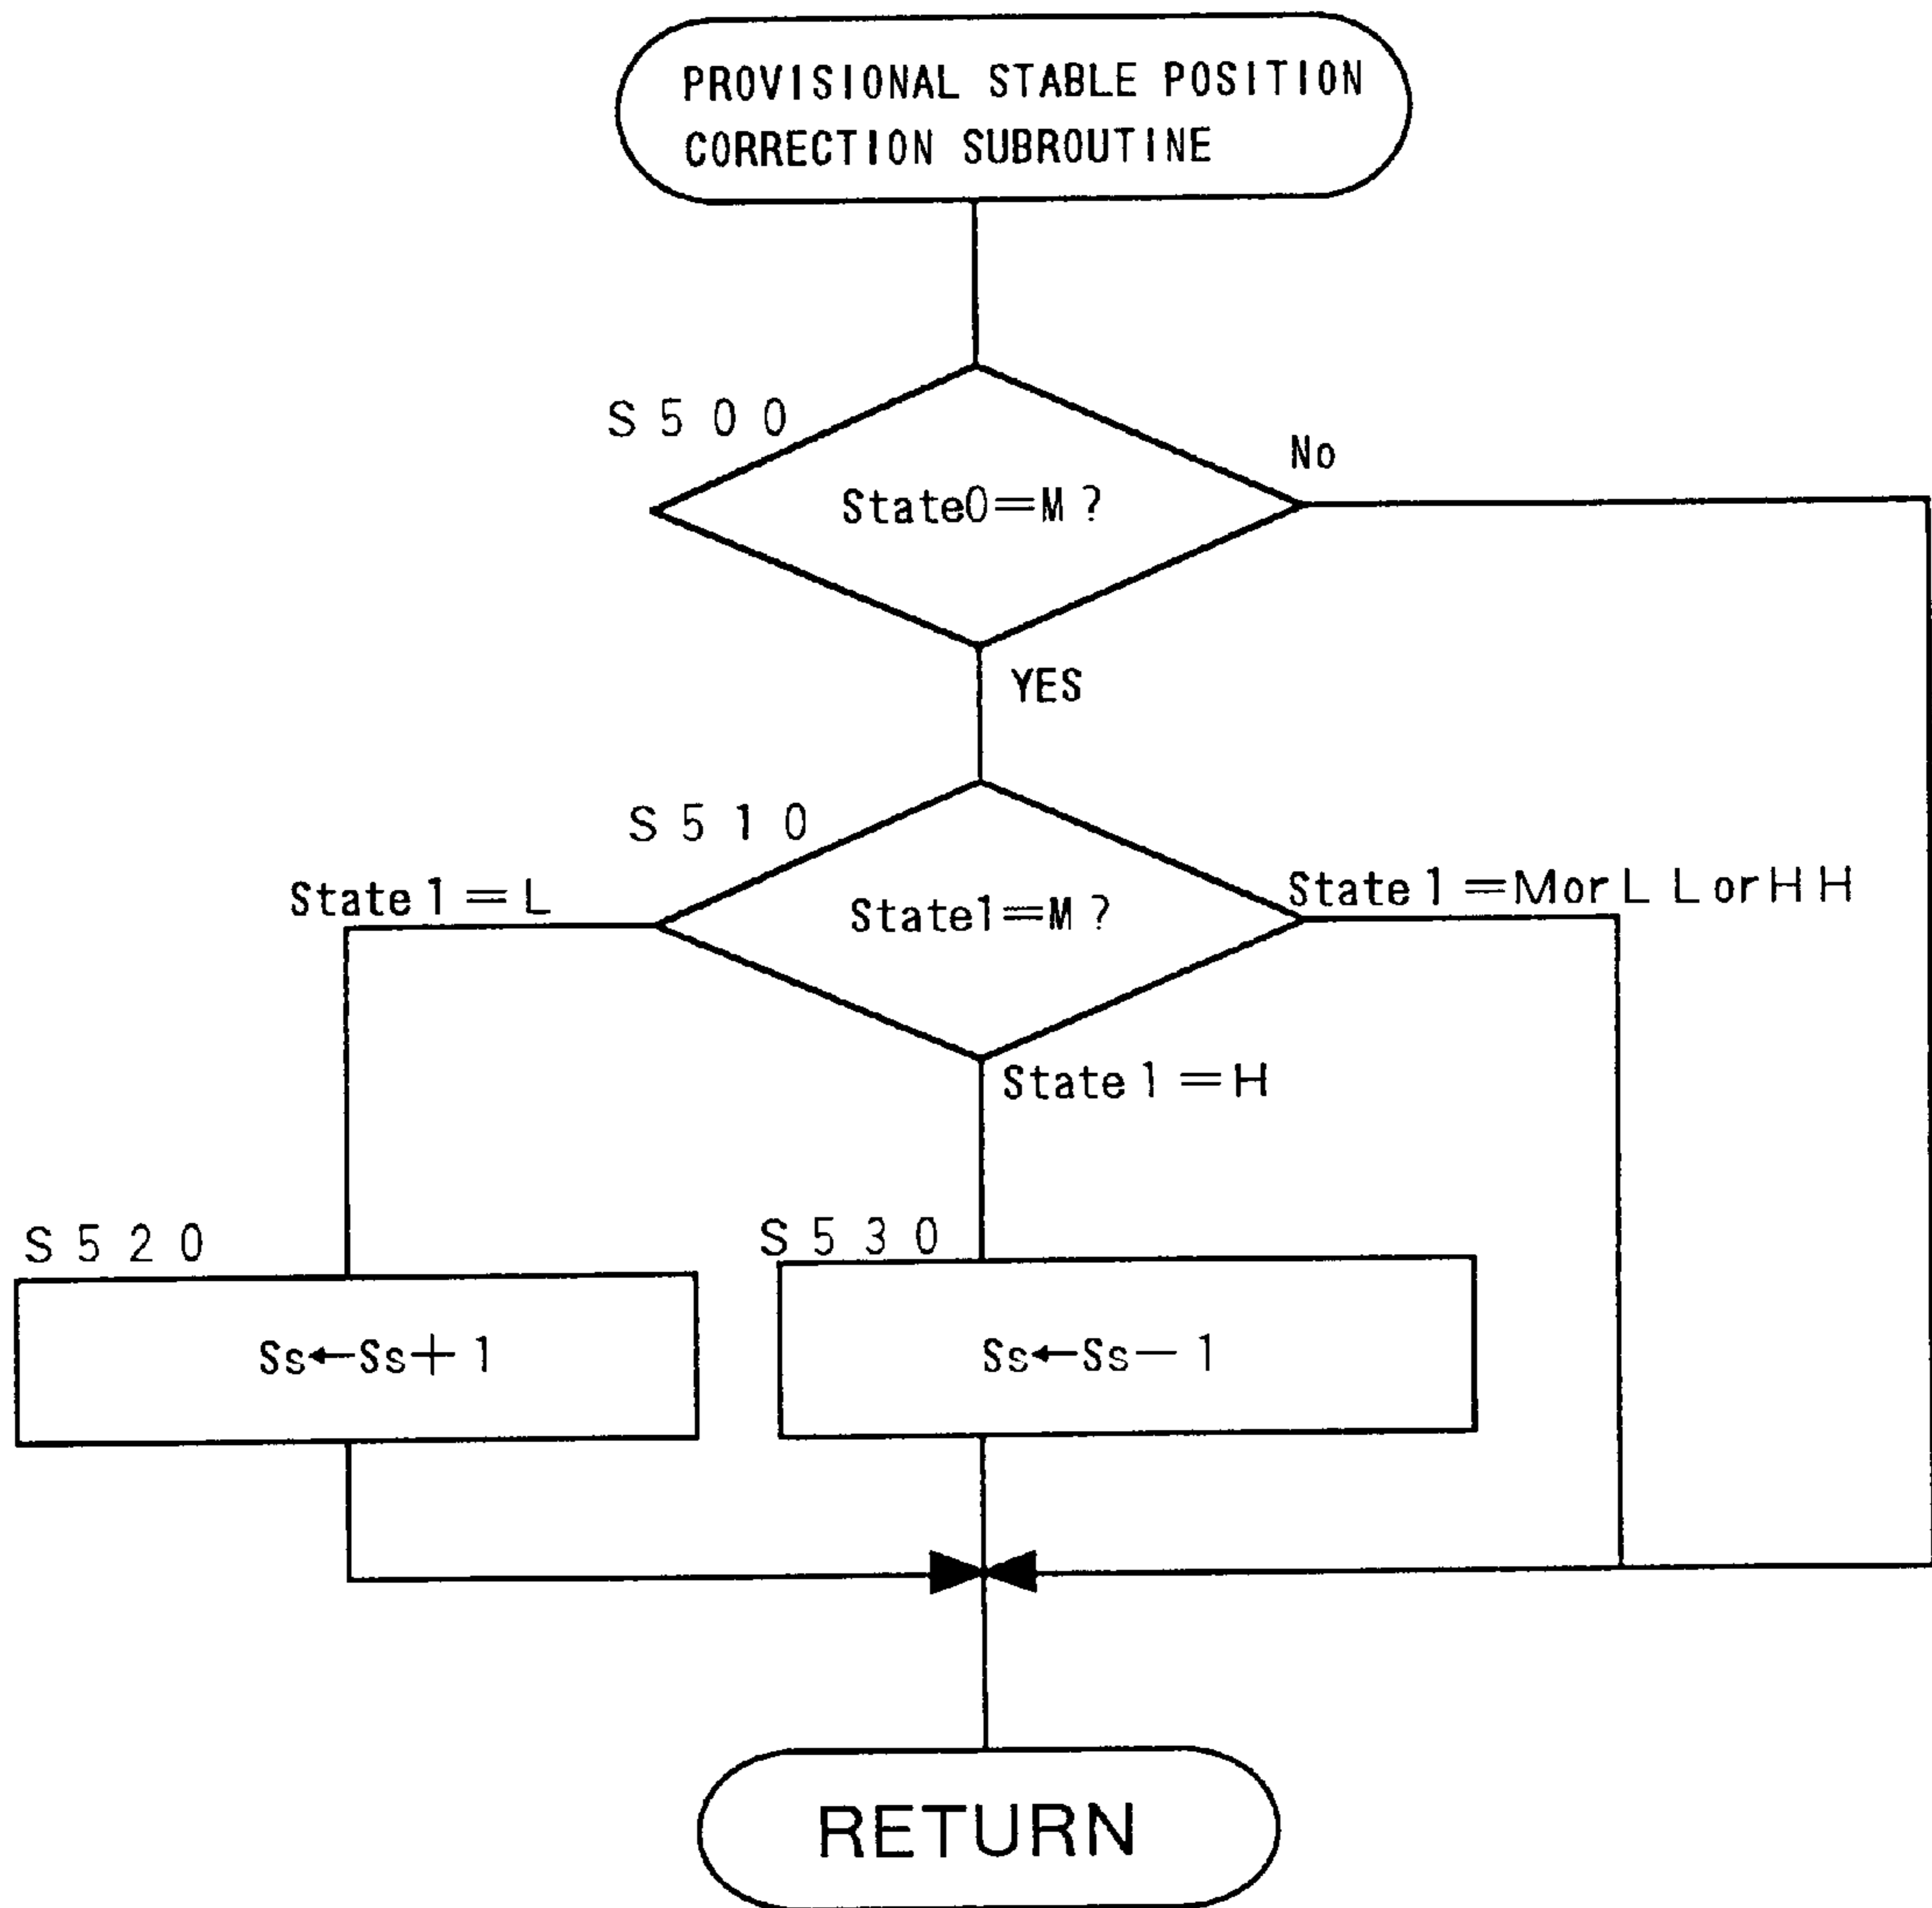 PROVISIONAL STABLE POSITION
CORRECTION SUBROUTINE
S500
No
State0=M?
YES
S510
State1=L
State1=M?
State1=MorLLorHH
State1=H
S520
S530
Ss←Ss+1
Ss←Ss−1
RETURN